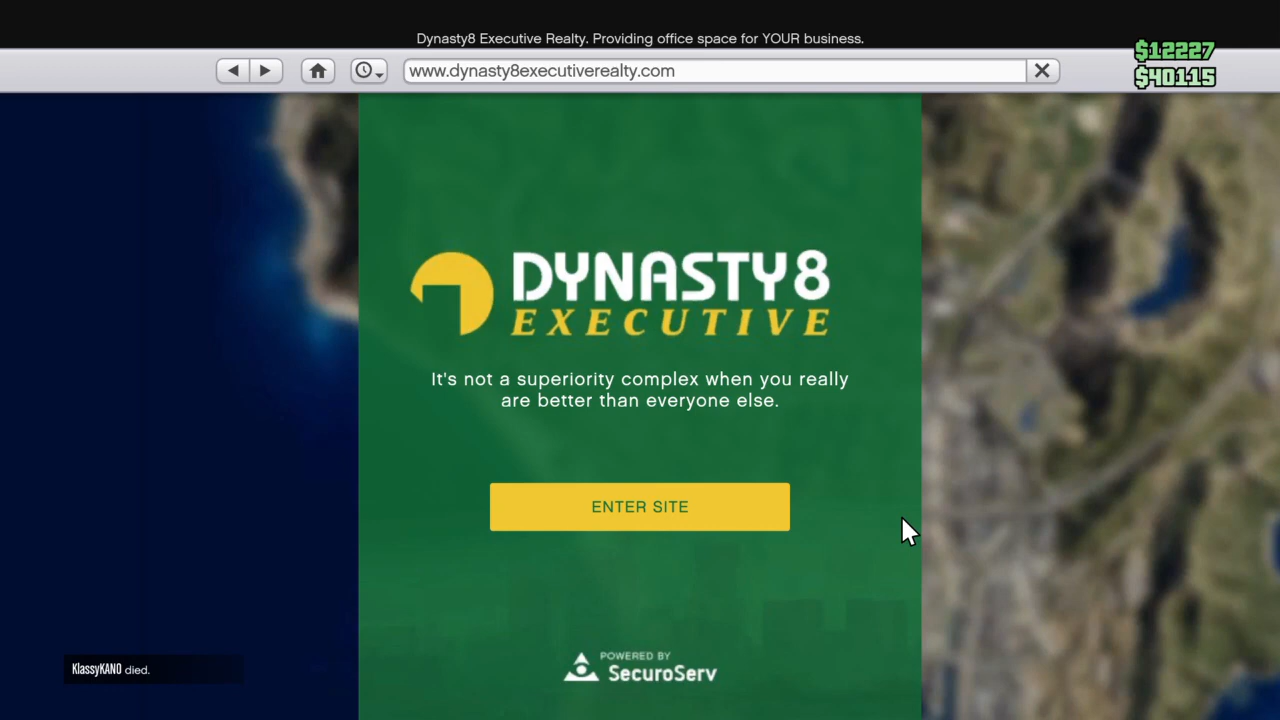 Dynasty8 Executive Realty. Providing office space for YOUR business.
$12227
www.dynasty8executiverealty.com
$40115
DYNASTY8
EXECUTIVE
It's not a superiority complex when you really
are better than everyone else.
ENTER SITE
POWERED BY
SecuroServ
KlassyKANO died.